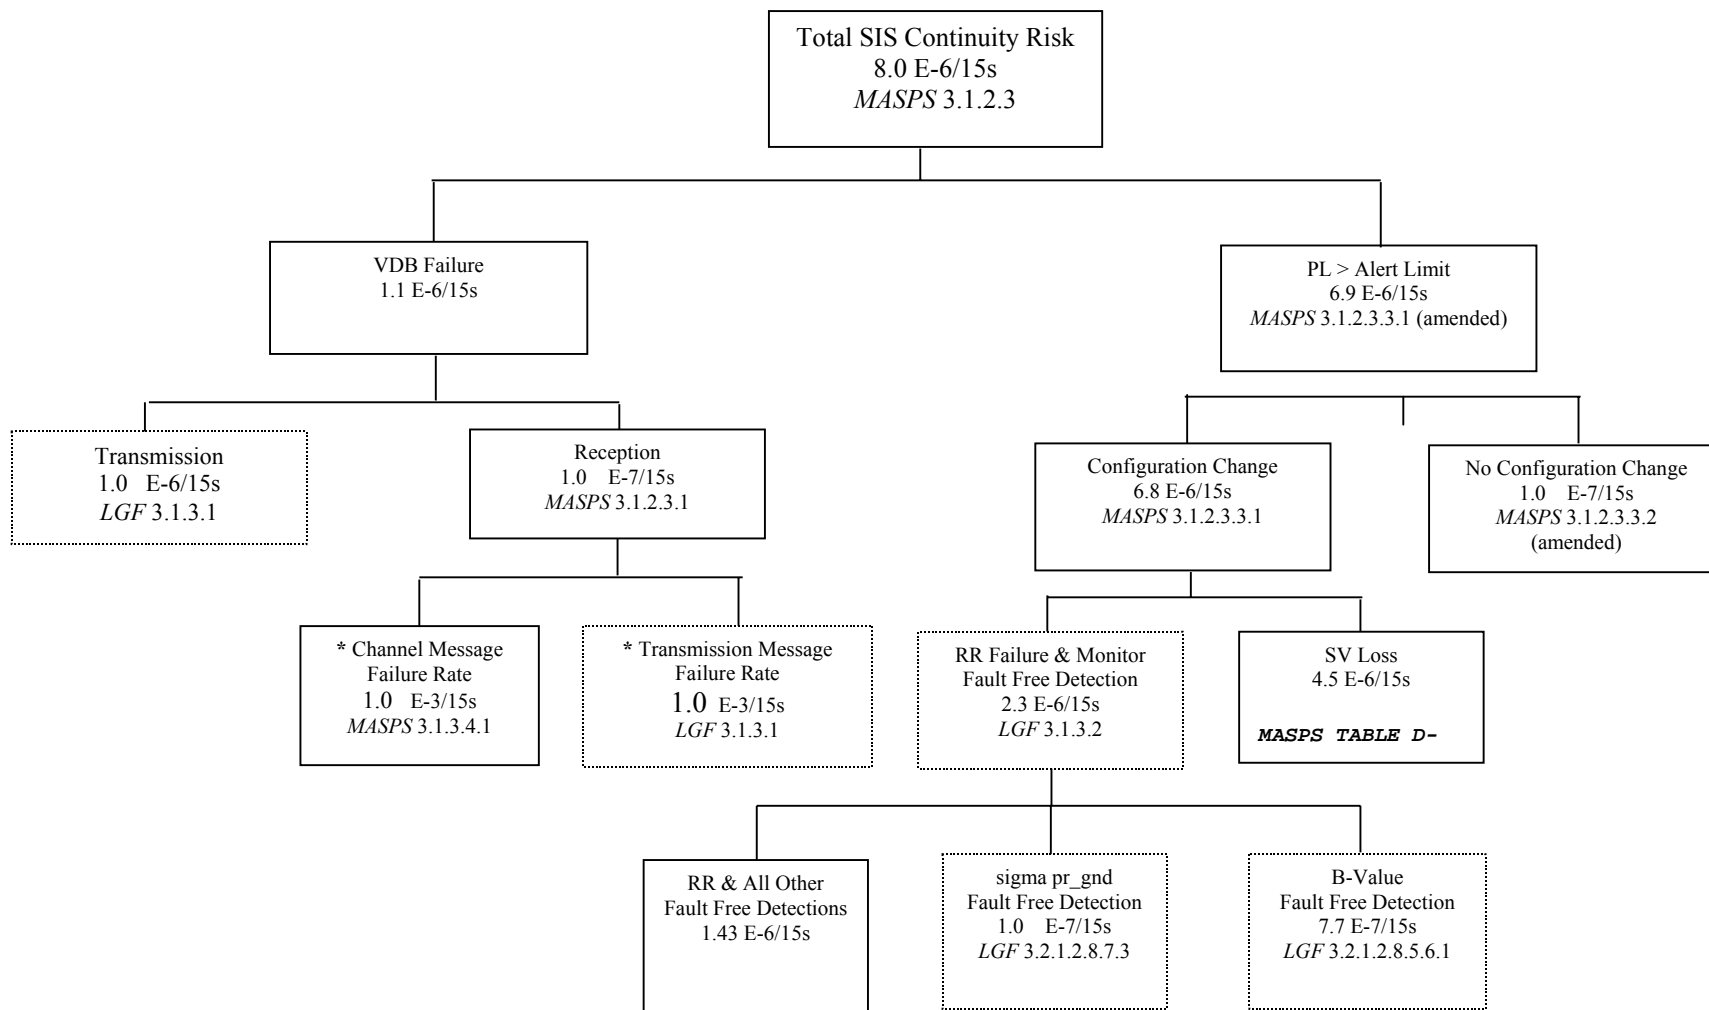 Total SIS Continuity Risk
8.0 E-6/15s
MASPS 3.1.2.3
VDB Failure
1.1 E-6/15s
PL > Alert Limit
6.9 E-6/15s
MASPS 3.1.2.3.3.1 (amended)
Transmission
1.0 E-6/15s
LGF 3.1.3.1
Reception
1.0 E-7/15s
MASPS 3.1.2.3.1
Configuration Change
6.8 E-6/15s
MASPS 3.1.2.3.3.1
No Configuration Change
1.0 E-7/15s
MASPS 3.1.2.3.3.2
(amended)
* Channel Message
Failure Rate
1.0 E-3/15s
MASPS 3.1.3.4.1
* Transmission Message
Failure Rate
1.0 E-3/15s
LGF 3.1.3.1
RR Failure & Monitor
Fault Free Detection
2.3 E-6/15s
LGF 3.1.3.2
SV Loss
4.5 E-6/15s
MASPS TABLE D-
RR & All Other
Fault Free Detections
1.43 E-6/15s
sigma pr_gnd
Fault Free Detection
1.0 E-7/15s
LGF 3.2.1.2.8.7.3
B-Value
Fault Free Detection
7.7 E-7/15s
LGF 3.2.1.2.8.5.6.1